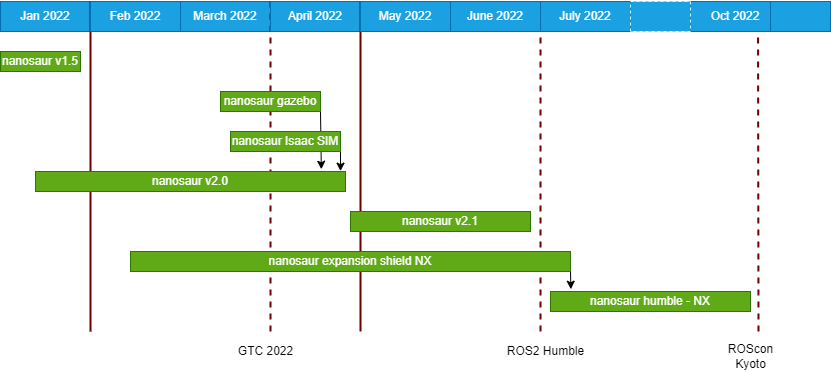 Jan 2022 Feb 2022 March 2022 April 2022 May 2022 June 2022 July 2022 Oct 2022
nanosaur v1.5
nanosaur gazebo
nanosaur Isaac SIM
nanosaur v2.0
nanosaur v2.1
nanosaur expansion shield NX
nanosaur humble - NX
GTC 2022 ROS2 Humble ROScon
Kyoto